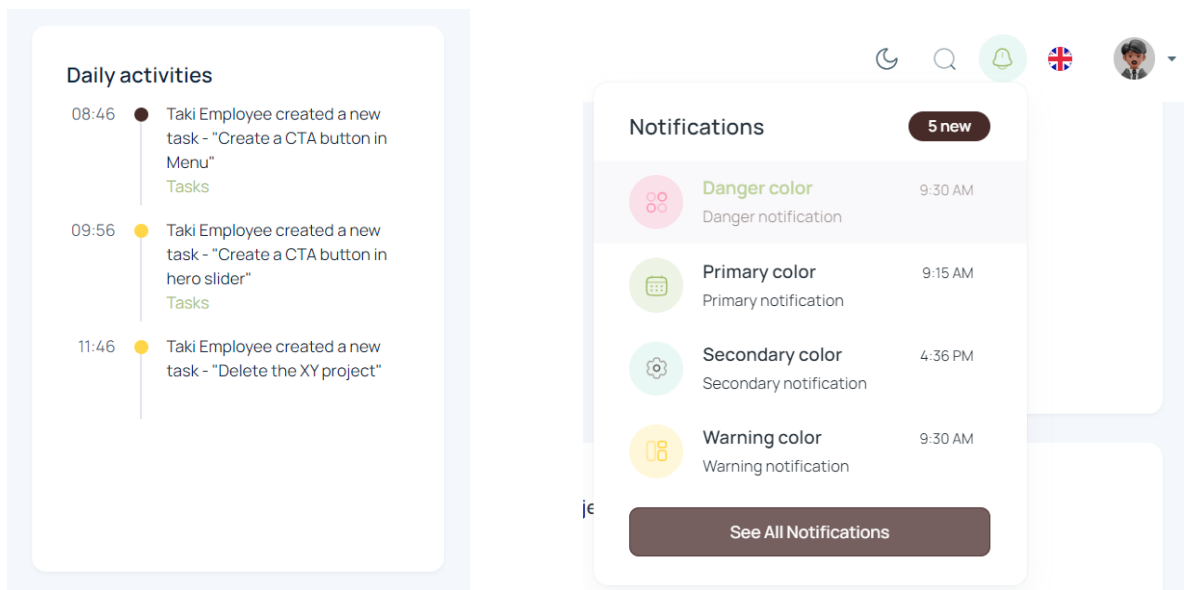 Daily activities
08:46 Taki Employee created a new
task - "Create a CTA button in
Menu"
Tasks
09:56 Taki Employee created a new
task - "Create a CTA button in
hero slider"
Tasks
11:46 Taki Employee created a new
task - "Delete the XY project"
Notifications 5 new
Danger color 9:30 AM
Danger notification
Primary color 9:15 AM
Primary notification
Secondary color 4:36 PM
Secondary notification
Warning color 9:30 AM
Warning notification
See All Notifications